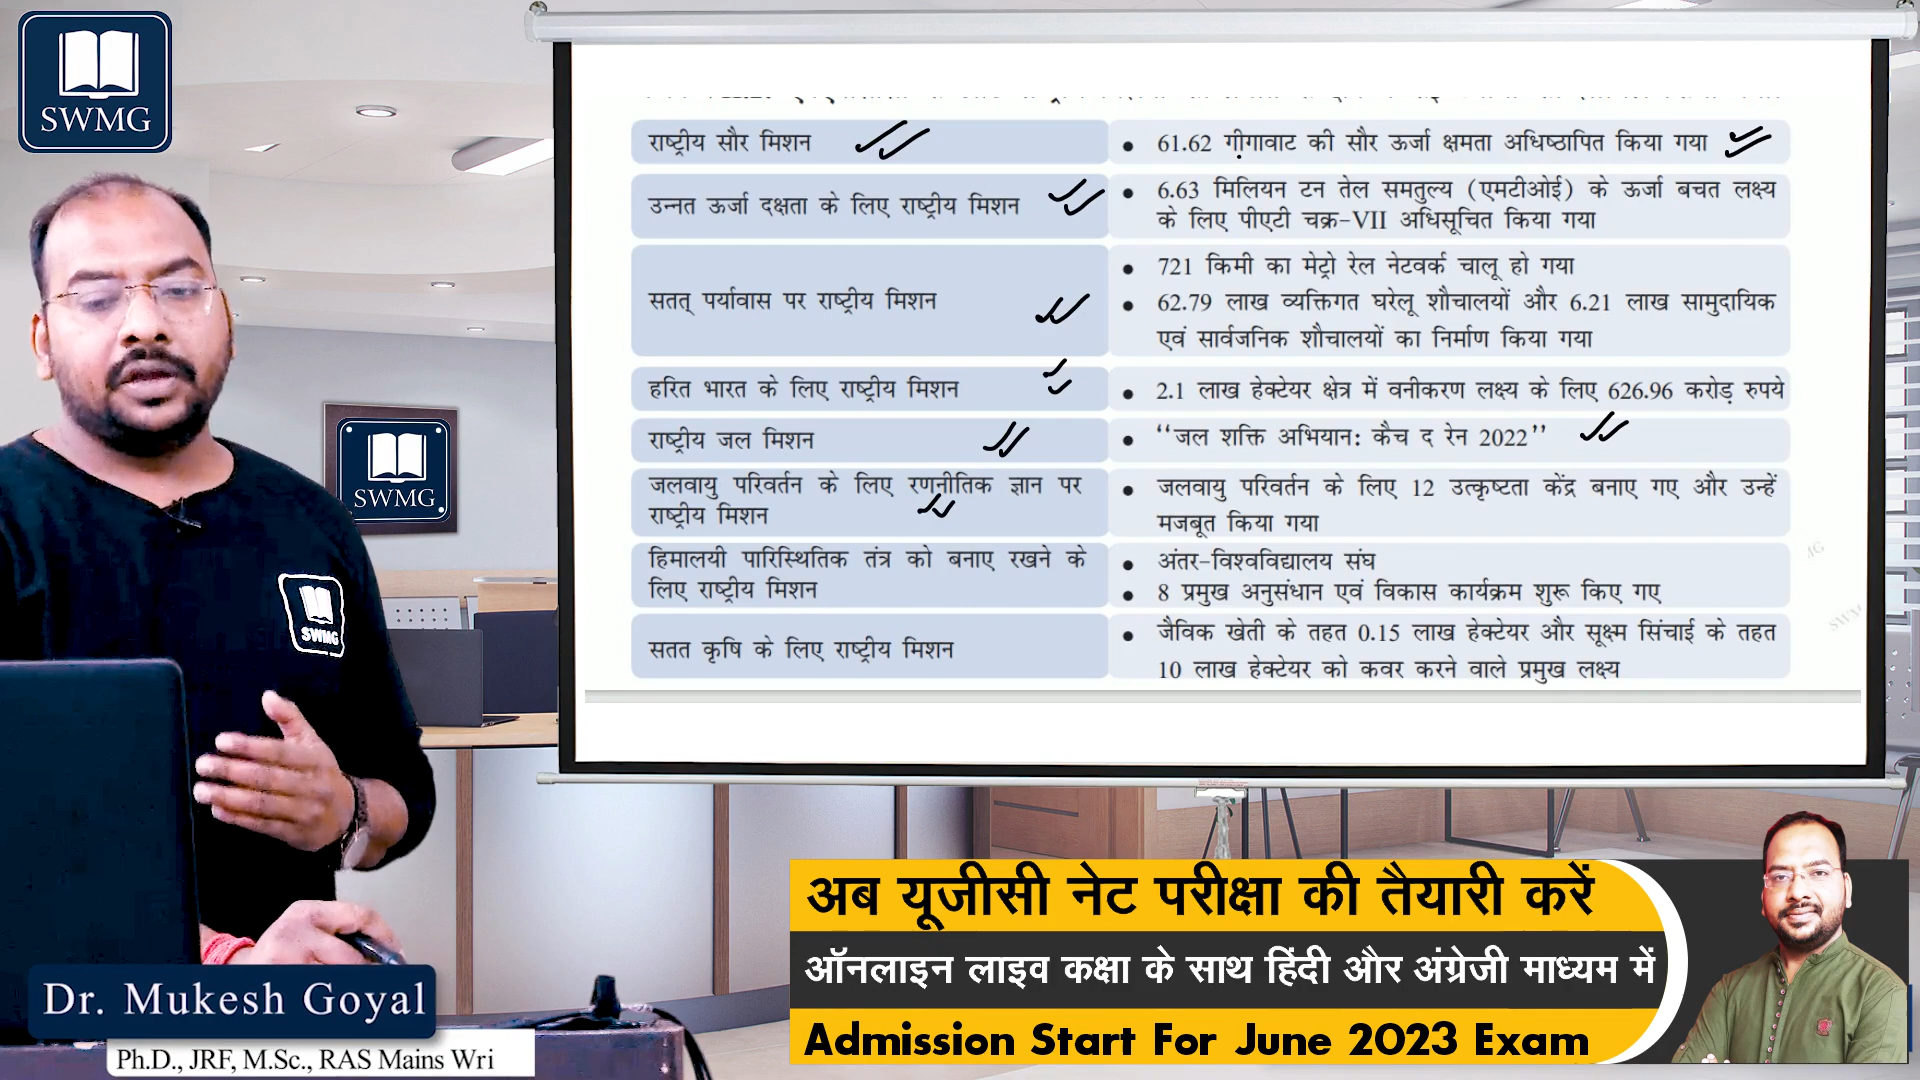 SWMG
राष्ट्रीय सौर मिशन
61.62 गीगावाट की सौर ऊर्जा क्षमता अधिष्ठापित किया गया
उन्नत ऊर्जा दक्षता के लिए राष्ट्रीय मिशन
6.63 मिलियन टन तेल समतुल्य (एमटीओई) के ऊर्जा बचत लक्ष्य
के लिए पीएटी चक्र-VII अधिसूचित किया गया
सतत् पर्यावास पर राष्ट्रीय मिशन
721 किमी का मेट्रो रेल नेटवर्क चालू हो गया
62.79 लाख व्यक्तिगत घरेलू शौचालयों और 6.21 लाख सामुदायिक
एवं सार्वजनिक शौचालयों का निर्माण किया गया
हरित भारत के लिए राष्ट्रीय मिशन
2.1 लाख हेक्टेयर क्षेत्र में वनीकरण लक्ष्य के लिए 626.96 करोड़ रुपये
राष्ट्रीय जल मिशन
‘‘जल शक्ति अभियान: कैच द रेन 2022’’
जलवायु परिवर्तन के लिए रणनीतिक ज्ञान पर
राष्ट्रीय मिशन
जलवायु परिवर्तन के लिए 12 उत्कृष्टता केंद्र बनाए गए और उन्हें
मजबूत किया गया
हिमालयी पारिस्थितिक तंत्र को बनाए रखने के
लिए राष्ट्रीय मिशन
अंतर-विश्वविद्यालय संघ
8 प्रमुख अनुसंधान एवं विकास कार्यक्रम शुरू किए गए
सतत कृषि के लिए राष्ट्रीय मिशन
जैविक खेती के तहत 0.15 लाख हेक्टेयर और सूक्ष्म सिंचाई के तहत
10 लाख हेक्टेयर को कवर करने वाले प्रमुख लक्ष्य
SWMG
SWMG
Dr. Mukesh Goyal
Ph.D., JRF, M.Sc., RAS Mains Wri
अब यूजीसी नेट परीक्षा की तैयारी करें
ऑनलाइन लाइव कक्षा के साथ हिंदी और अंग्रेजी माध्यम में
Admission Start For June 2023 Exam